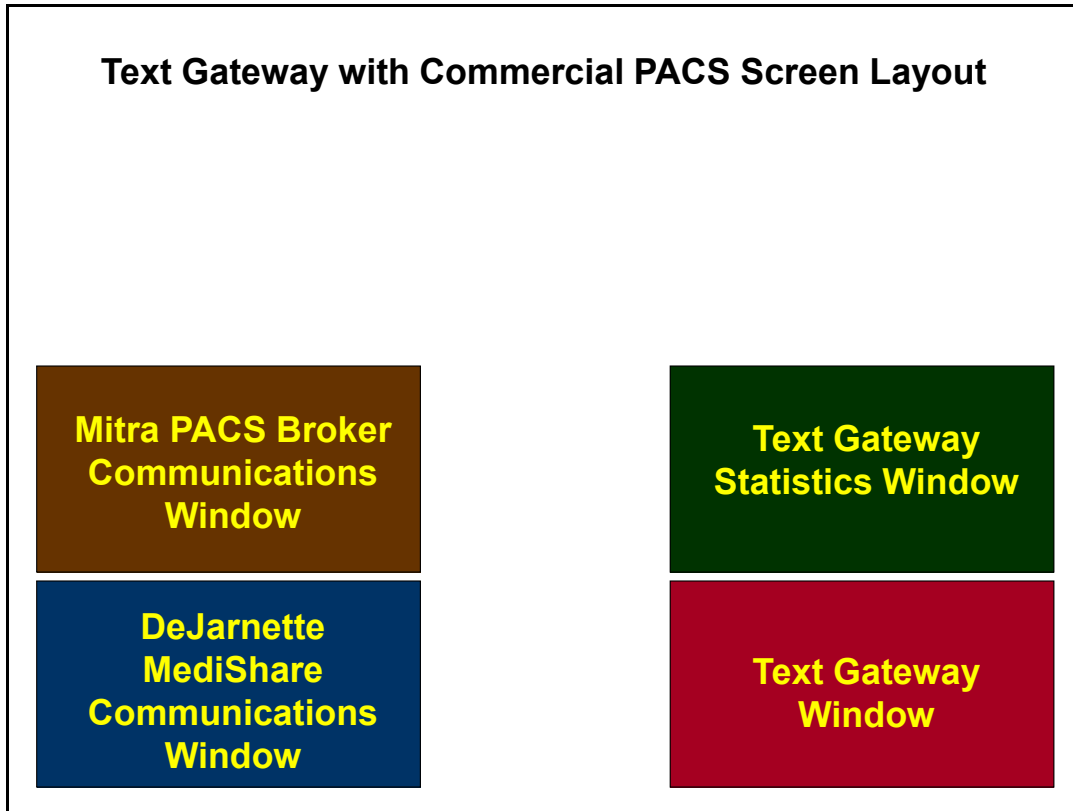 Text Gateway with Commercial PACS Screen Layout
Mitra PACS Broker
Communications
Window
Text Gateway
Statistics Window
DeJarnette
MediShare
Communications
Window
Text Gateway
Window